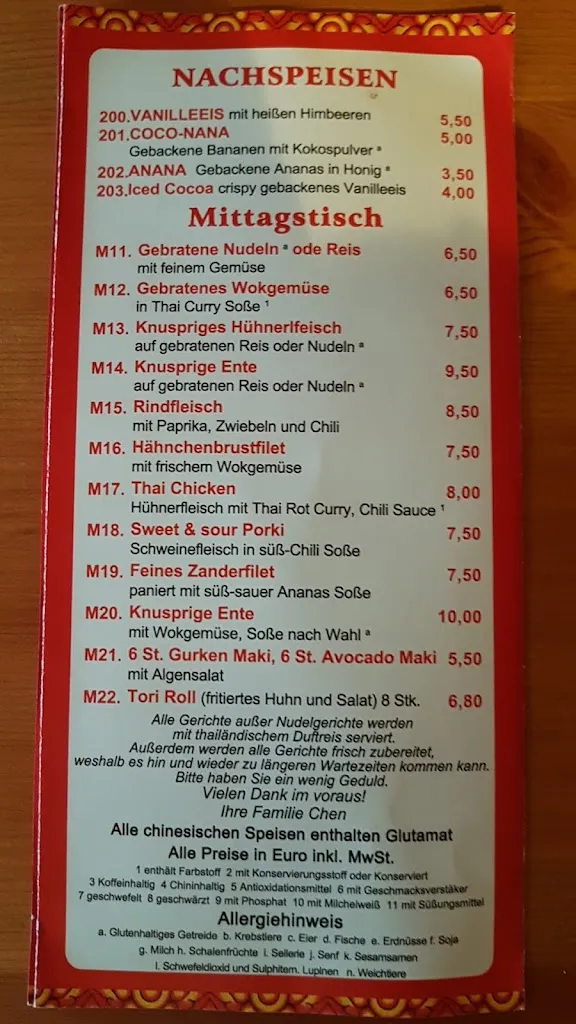 NACHSPEISEN
200.VANILLEEIS mit heißen Himbeeren 5,50
201.COCO-NANA 5,00
Gebackene Bananen mit Kokospulver ª
202.ANANA Gebackene Ananas in Honig ª 3,50
203.Iced Cocoa crispy gebackenes Vanilleeis 4,00
Mittagstisch
M11. Gebratene Nudeln ª ode Reis 6,50
mit feinem Gemüse
M12. Gebratenes Wokgemüse 6,50
in Thai Curry Soße ¹
M13. Knuspriges Hühnerlfeisch 7,50
auf gebratenen Reis oder Nudeln ª
M14. Knusprige Ente 9,50
auf gebratenen Reis oder Nudeln ª
M15. Rindfleisch 8,50
mit Paprika, Zwiebeln und Chili
M16. Hähnchenbrustfilet 7,50
mit frischem Wokgemüse
M17. Thai Chicken 8,00
Hühnerfleisch mit Thai Rot Curry, Chili Sauce ¹
M18. Sweet & sour Porki 7,50
Schweinefleisch in süß-Chili Soße
M19. Feines Zanderfilet 7,50
paniert mit süß-sauer Ananas Soße
M20. Knusprige Ente 10,00
mit Wokgemüse, Soße nach Wahl ª
M21. 6 St. Gurken Maki, 6 St. Avocado Maki 5,50
mit Algensalat
M22. Tori Roll (fritiertes Huhn und Salat) 8 Stk. 6,80
Alle Gerichte außer Nudelgerichte werden
mit thailändischem Duftreis serviert.
Außerdem werden alle Gerichte frisch zubereitet,
weshalb es hin und wieder zu längeren Wartezeiten kommen kann.
Bitte haben Sie ein wenig Geduld.
Vielen Dank im voraus!
Ihre Familie Chen
Alle chinesischen Speisen enthalten Glutamat
Alle Preise in Euro inkl. MwSt.
1 enthält Farbstoff 2 mit Konservierungsstoff oder Konserviert
3 Koffeinhaltig 4 Chininhaltig 5 Antioxidationsmittel 6 mit Geschmacksverstäker
7 geschwefelt 8 geschwärzt 9 mit Phosphat 10 mit Milcheiweiß 11 mit Süßungsmittel
Allergiehinweis
a. Glutenhaltiges Getreide b. Krebstiere c. Eier d. Fische e. Erdnüsse f. Soja
g. Milch h. Schalenfrüchte i. Sellerie j. Senf k. Sesamsamen
l. Schwefeldioxid und Sulphitem. Lupinen n. Weichtiere